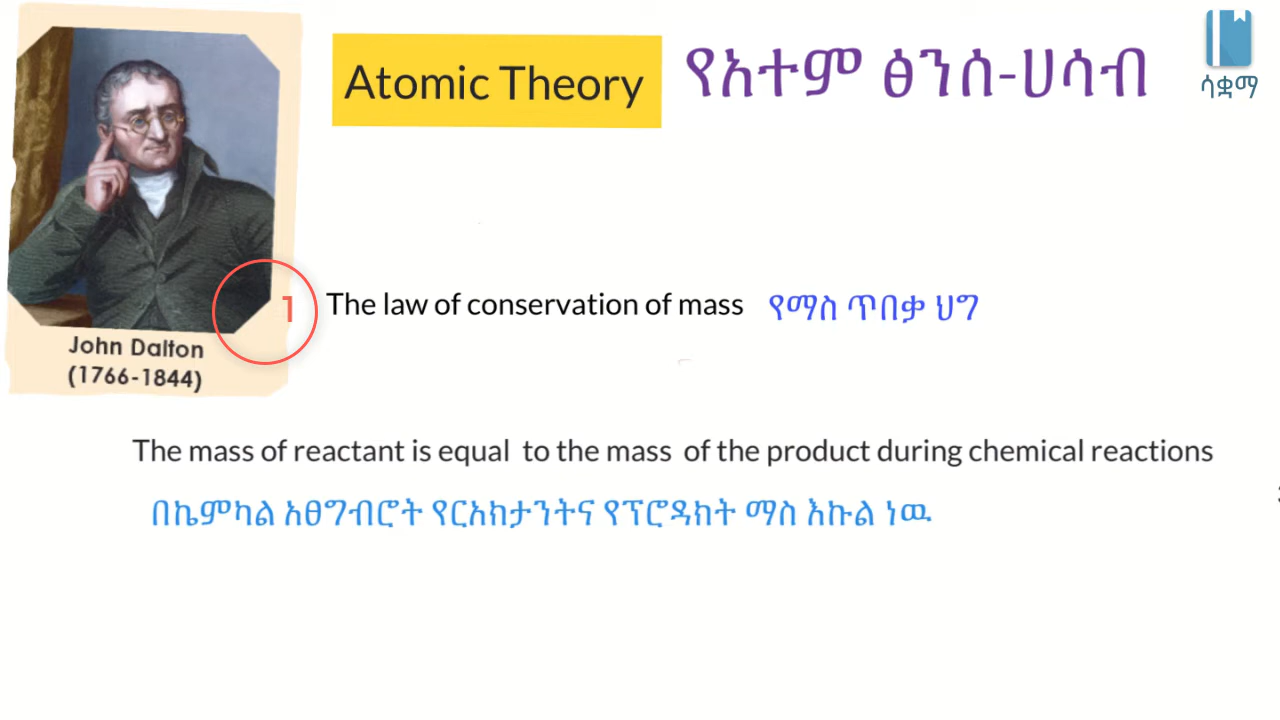 Atomic Theory የአተም ፅንሰ-ሀሳብ
ሳቋማ
1 The law of conservation of mass የማስ ጥበቃ ህግ
John Dalton
(1766-1844)
The mass of reactant is equal to the mass of the product during chemical reactions
በኬምካል አፀግብሮት የርአክታንትና የፕሮዳክት ማስ እኩል ነዉ